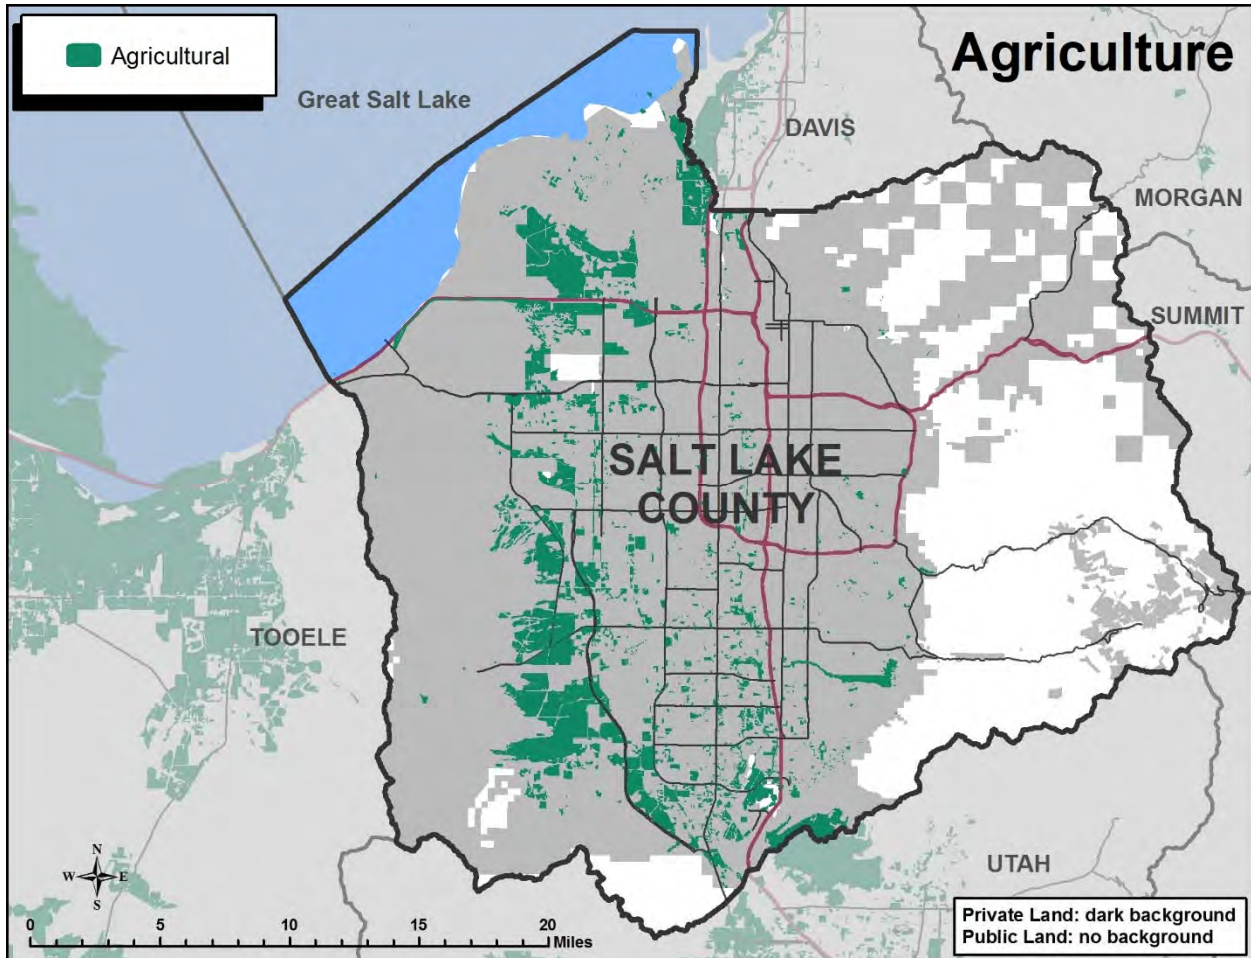 Agricultural
Agriculture
Great Salt Lake
DAVIS
MORGAN
SUMMIT
SALT LAKE
COUNTY
TOOELE
UTAH
N
W E
S
0 5 10 15 20
Miles
Private Land: dark background
Public Land: no background